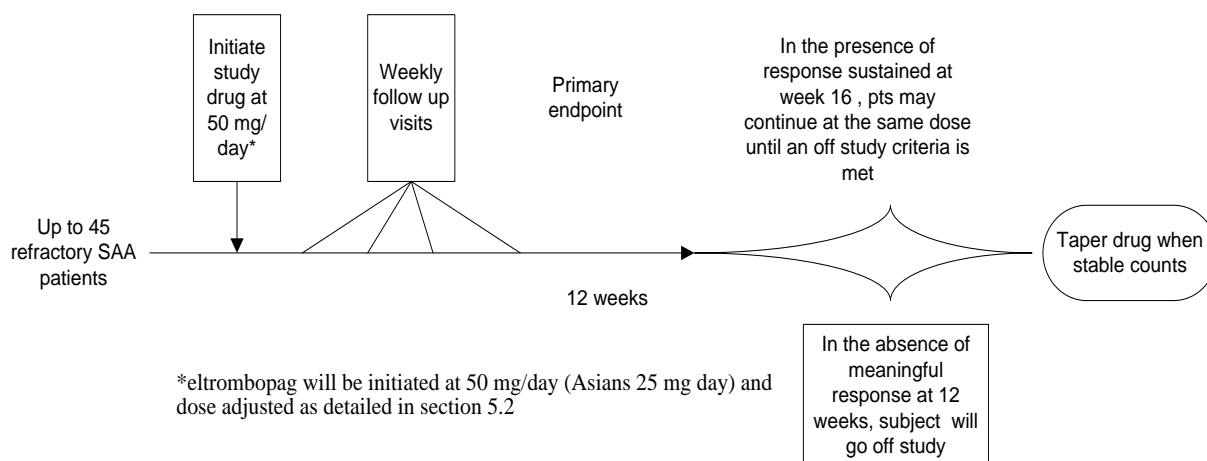 Initiate
study
drug at
50 mg/
day*
Weekly
follow up
visits
Primary
endpoint
In the presence of
response sustained at
week 16 , pts may
continue at the same dose
until an off study criteria is
met
Up to 45
refractory SAA
patients
12 weeks
Taper drug when
stable counts
In the absence of
meaningful
response at 12
weeks, subject will
go off study
*eltrombopag will be initiated at 50 mg/day (Asians 25 mg day) and
dose adjusted as detailed in section 5.2